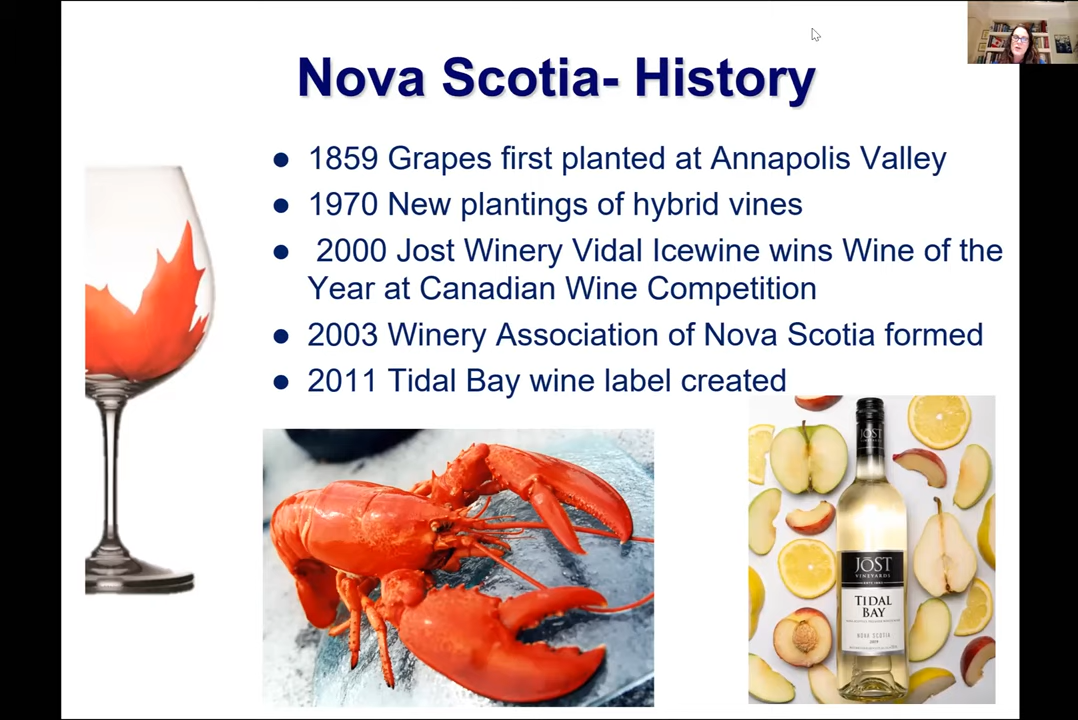 Nova Scotia- History
● 1859 Grapes first planted at Annapolis Valley
● 1970 New plantings of hybrid vines
● 2000 Jost Winery Vidal Icewine wins Wine of the
Year at Canadian Wine Competition
● 2003 Winery Association of Nova Scotia formed
● 2011 Tidal Bay wine label created
JOST
JOST
VINEYARDS
TIDAL
BAY
NOVA SCOTIA